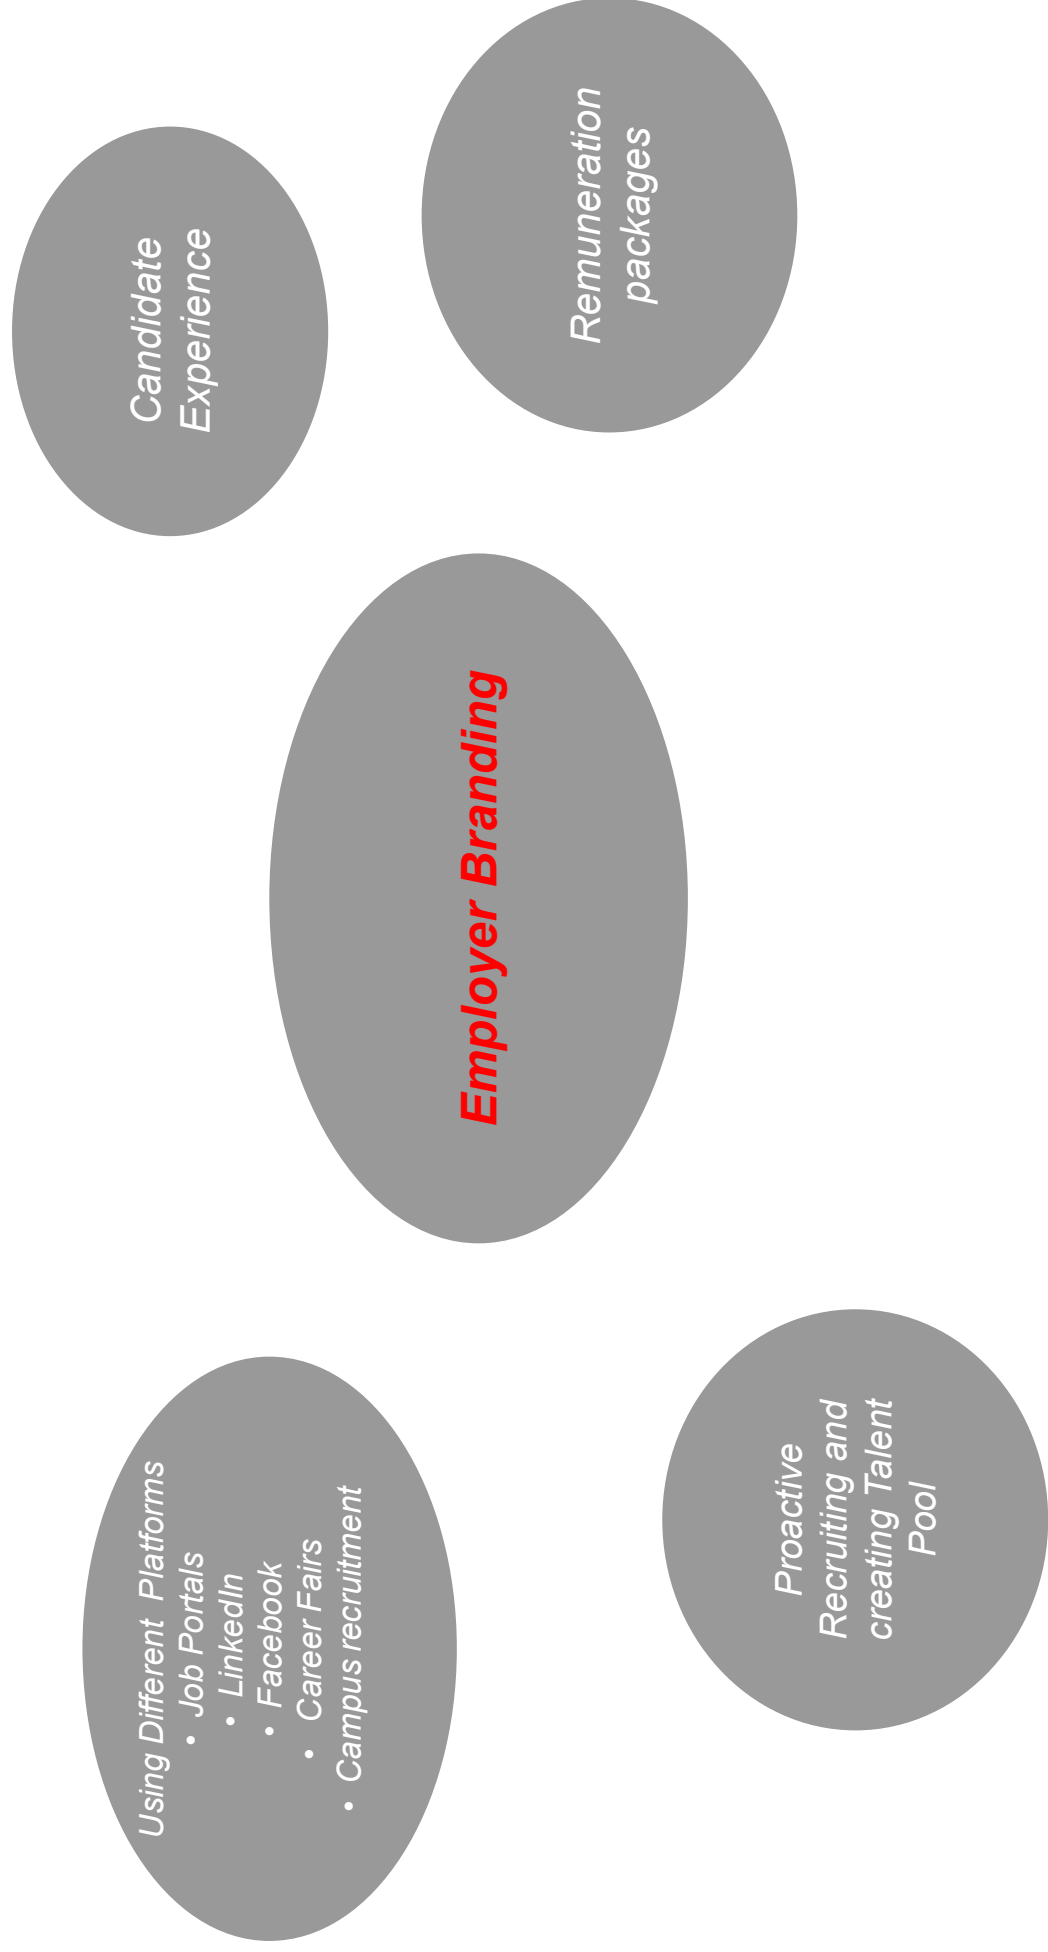 Using Different  Platforms
• Job Portals
• LinkedIn
• Facebook
• Career Fairs
• Campus recruitment
Candidate
Experience
Employer Branding
Proactive
Recruiting and
creating Talent
Pool
Remuneration
packages